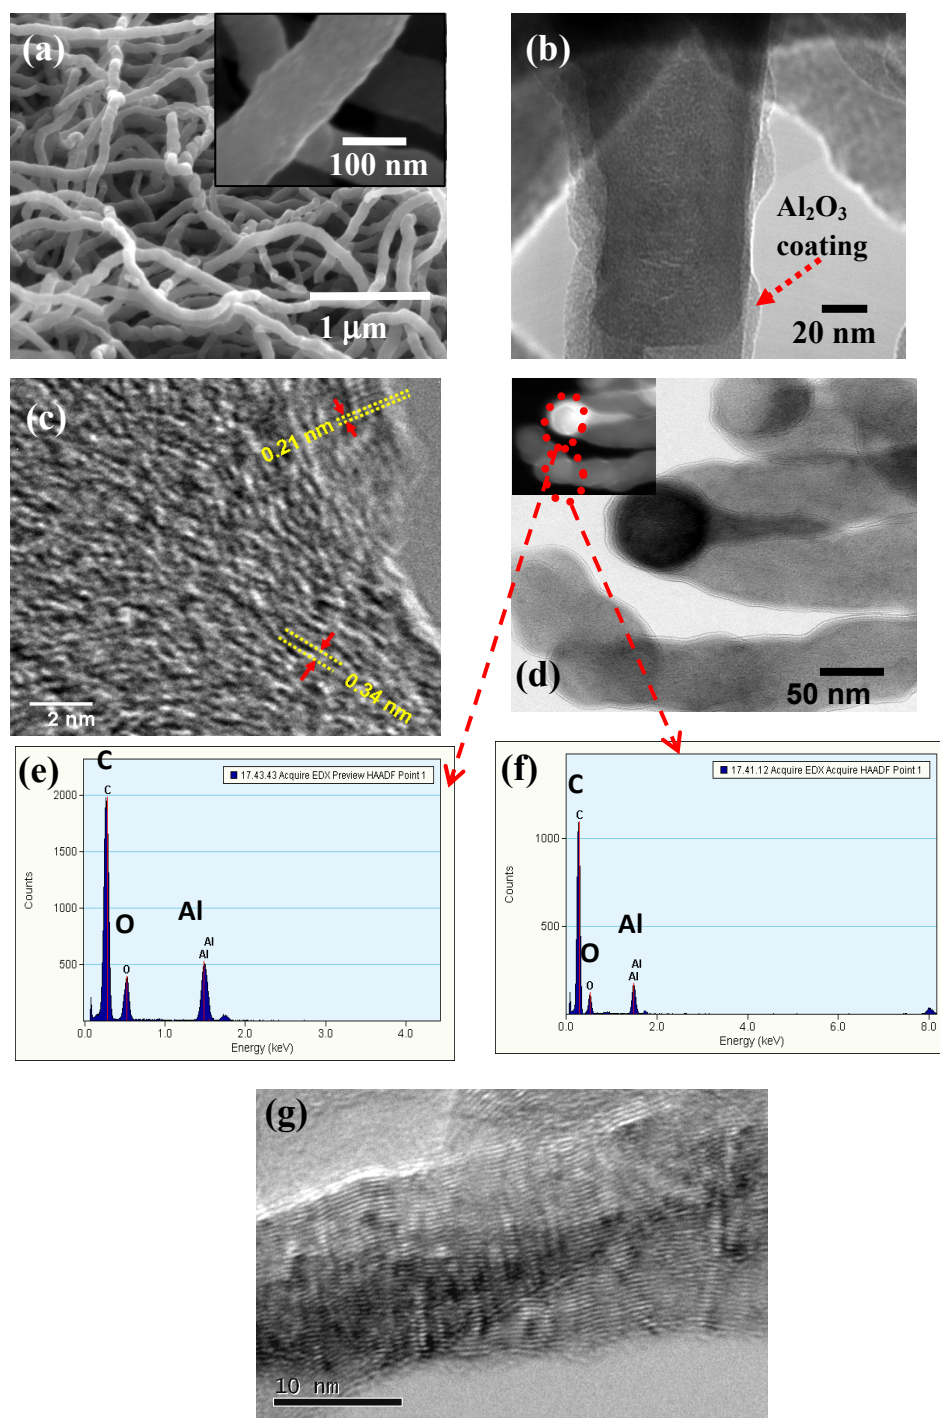 (a)
100 nm
1 μm
(b)
Al₂O₃
coating
20 nm
(c)
0.21 nm
0.34 nm
2 nm
(d)
50 nm
(e)
C
17.43.43 Acquire EDX Preview HAADF Point 1
2000
C
1500
Counts
1000
O
Al
Al
Al
500
O
0.0 1.0 2.0 3.0 4.0
Energy (keV)
(f)
C
17.41.12 Acquire EDX Acquire HAADF Point 1
C
1000
Counts
500
Al
O
Al
Al
O
0.0 2.0 4.0 6.0 8.0
Energy (keV)
(g)
10 nm